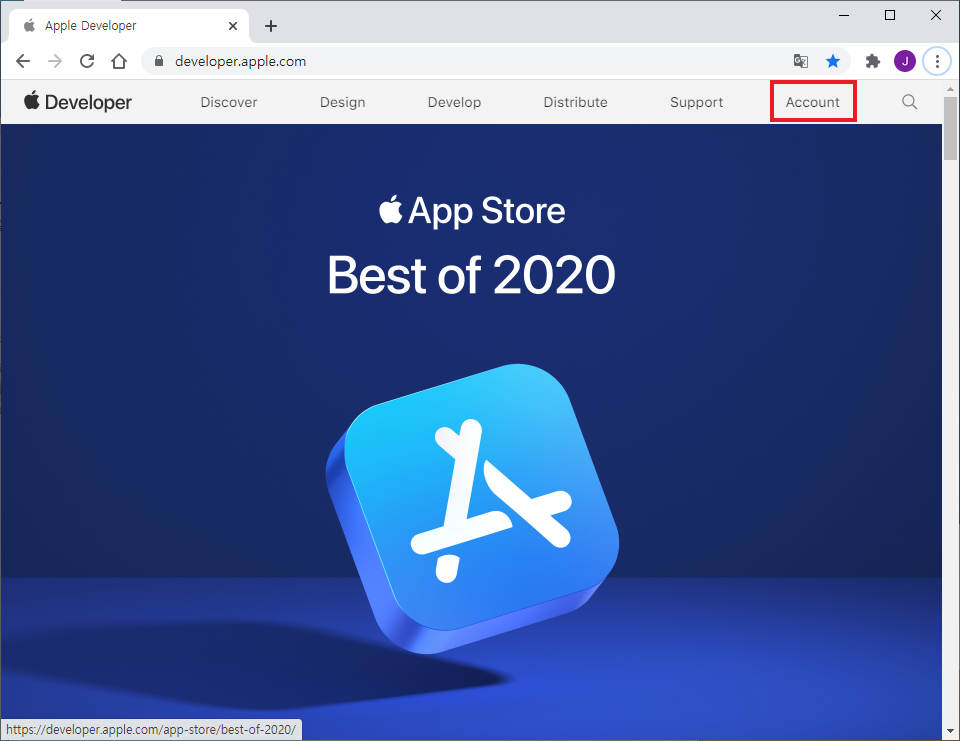 Apple Developer
developer.apple.com
J
Developer Discover Design Develop Distribute Support Account
App Store
Best of 2020
https://developer.apple.com/app-store/best-of-2020/